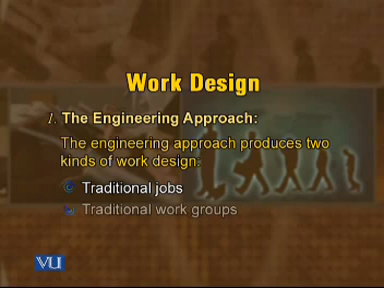 Work Design
I. The Engineering Approach:
The engineering approach produces two
kinds of work design:
Traditional jobs
Traditional work groups
VU